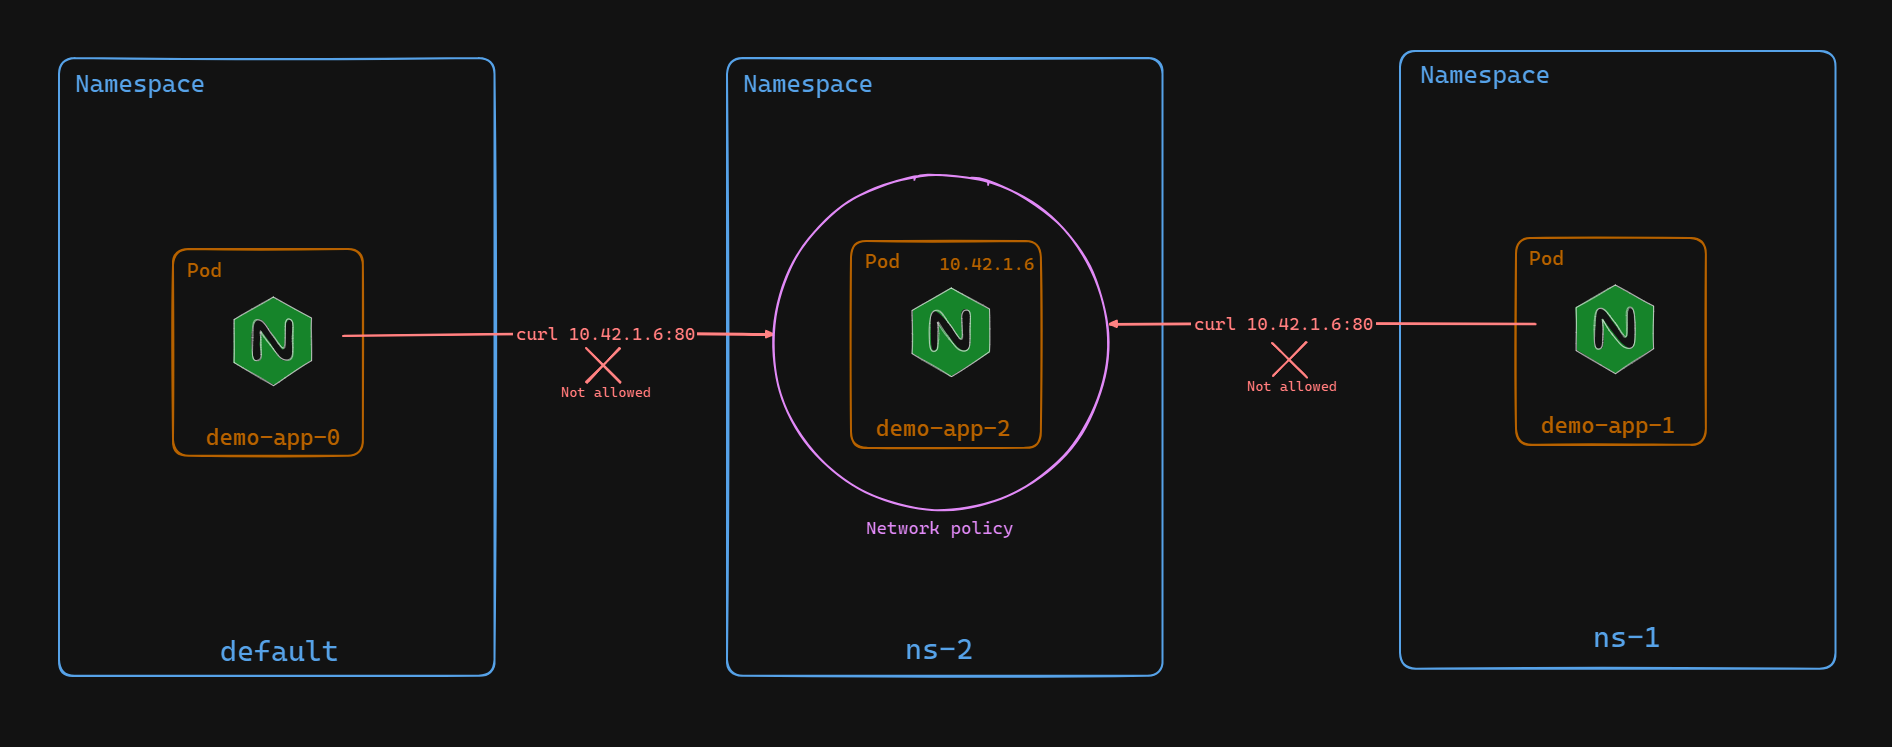 Namespace
Pod
N
demo-app-0
default
curl 10.42.1.6:80
Not allowed
Namespace
Pod 10.42.1.6
N
demo-app-2
Network policy
ns-2
curl 10.42.1.6:80
Not allowed
Namespace
Pod
N
demo-app-1
ns-1